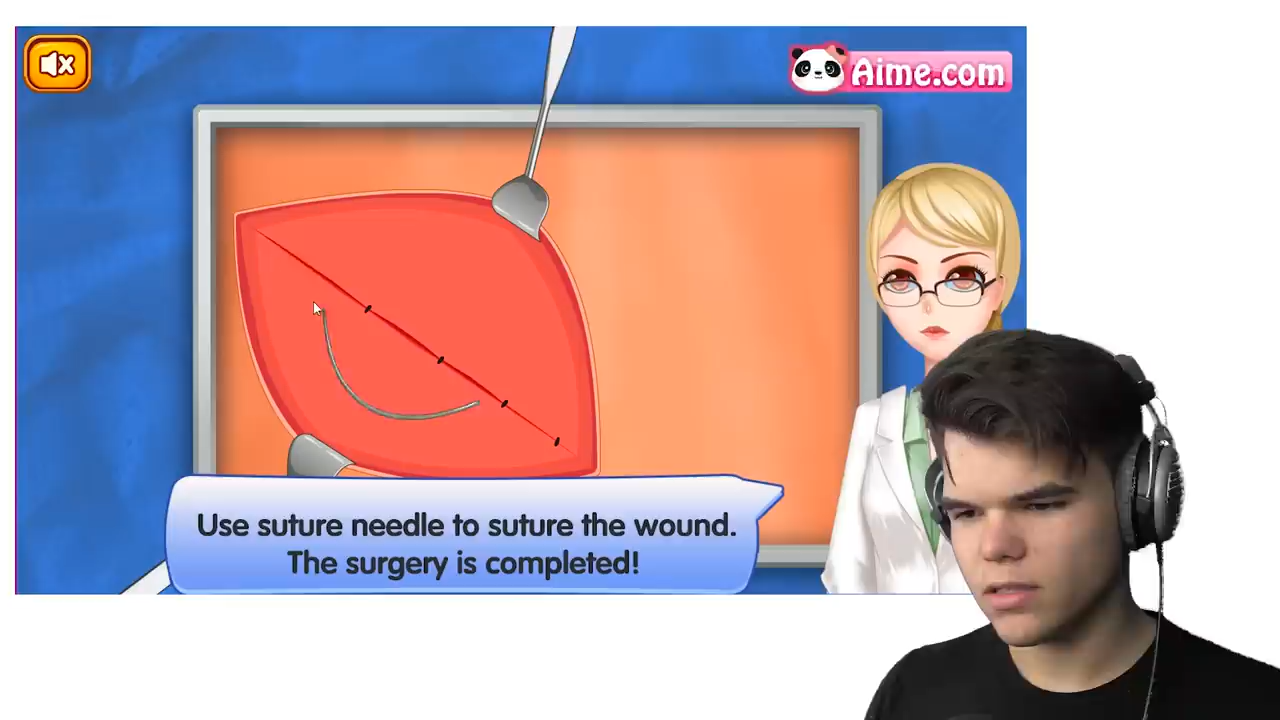 Aime.com
Use suture needle to suture the wound.
The surgery is completed!